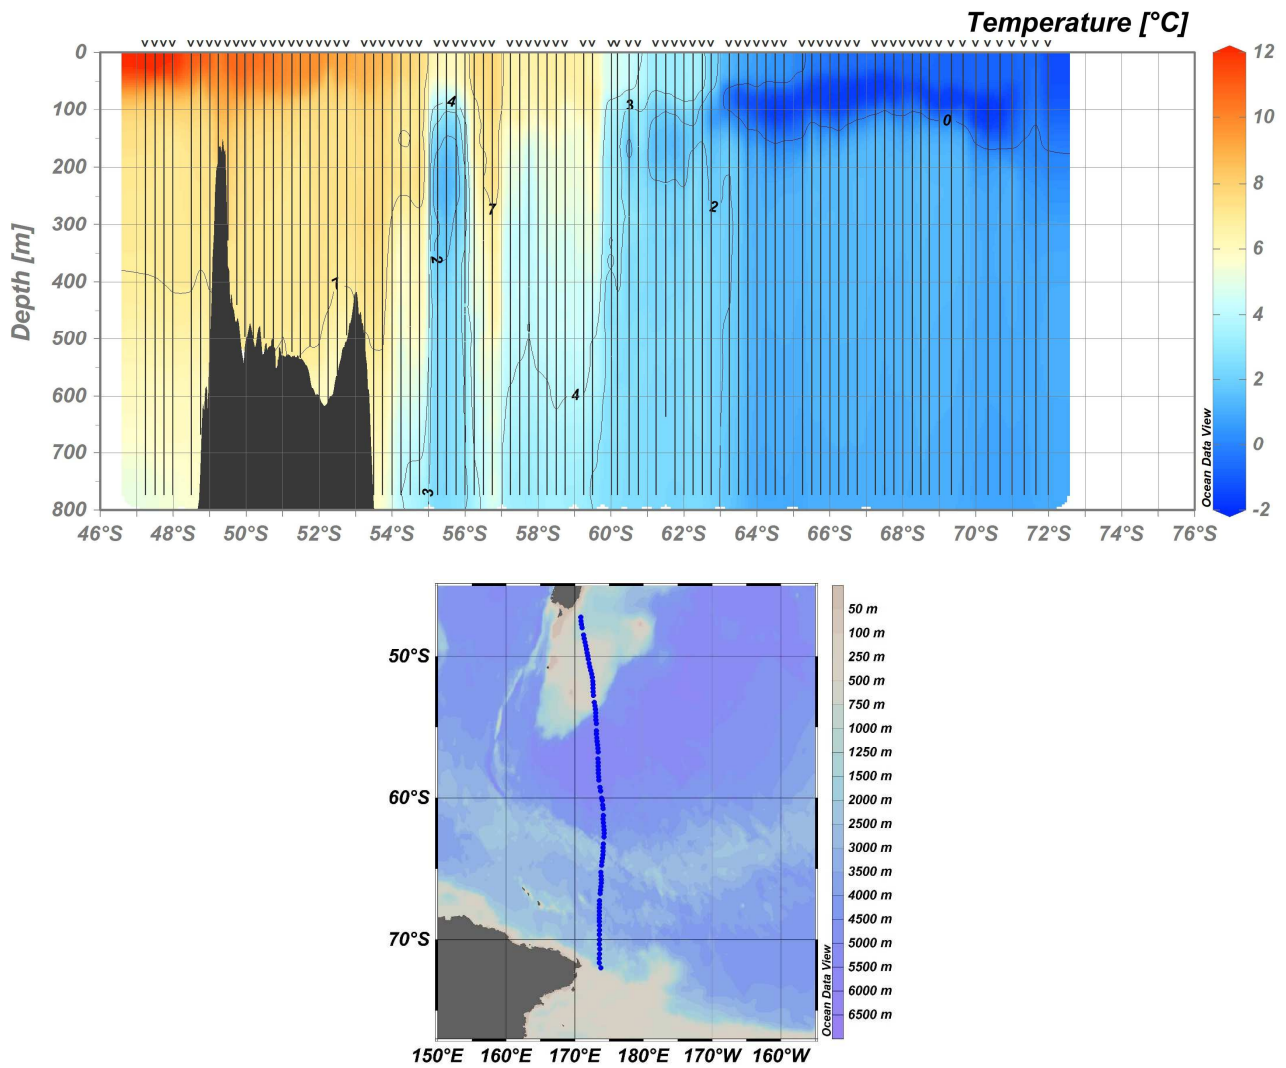 Temperature [°C]
v v v v v v v v v v v v v v v v v v v v v v v v v v v v v v v v v v v v v v v v v v v v v v v v v v v v v v v v v v v v v v v v v v v v v v v v v v v v v v v v v v v v v v
0
100
200
300
400
500
600
700
800
Depth [m]
4
3
0
7
2
2
7
4
3
46°S 48°S 50°S 52°S 54°S 56°S 58°S 60°S 62°S 64°S 66°S 68°S 70°S 72°S 74°S 76°S
12
10
8
6
4
2
0
-2
Ocean Data View
50°S
60°S
70°S
150°E 160°E 170°E 180°E 170°W 160°W
50 m
100 m
250 m
500 m
750 m
1000 m
1250 m
1500 m
2000 m
2500 m
3000 m
3500 m
4000 m
4500 m
5000 m
5500 m
6000 m
6500 m
Ocean Data View